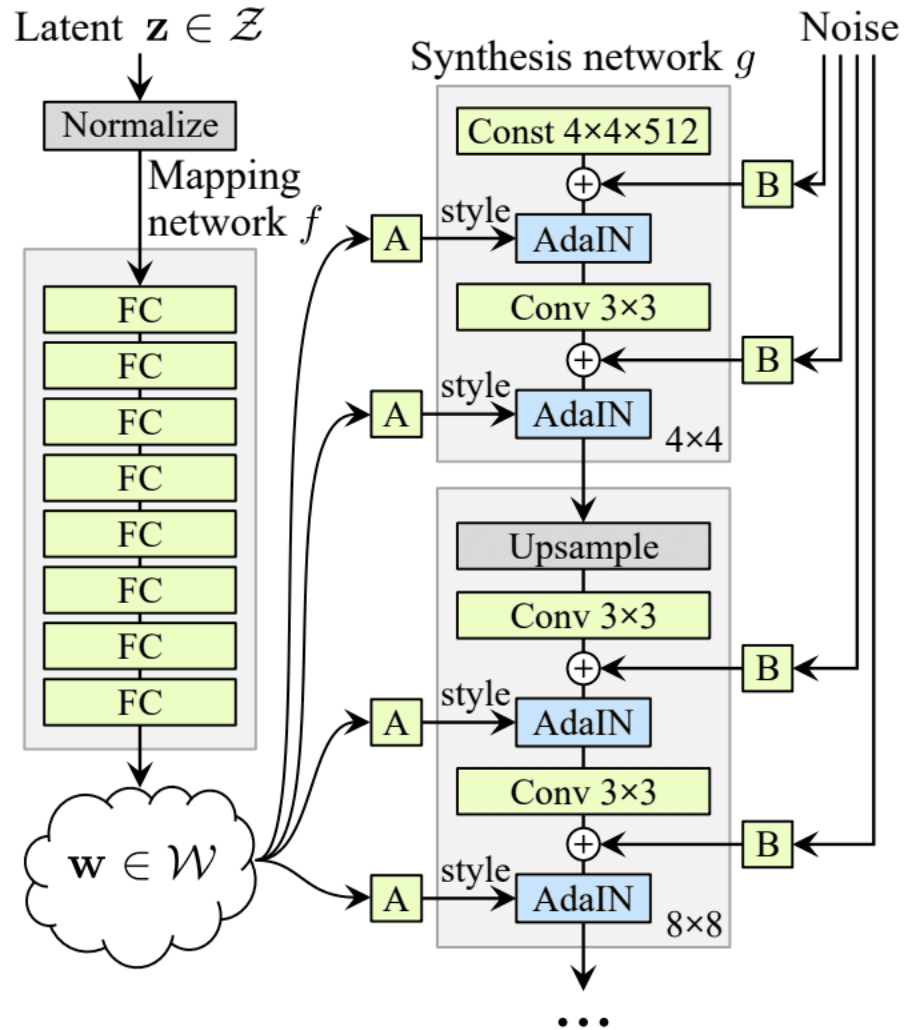 Latent z ∈ 𝒵
Normalize
Mapping
network f
FC
FC
FC
FC
FC
FC
FC
FC
w ∈ 𝒲
Synthesis network g
Noise
Const 4×4×512
B
A
style
AdaIN
Conv 3×3
B
A
style
AdaIN
4×4
Upsample
Conv 3×3
B
A
style
AdaIN
Conv 3×3
B
A
style
AdaIN
8×8
...